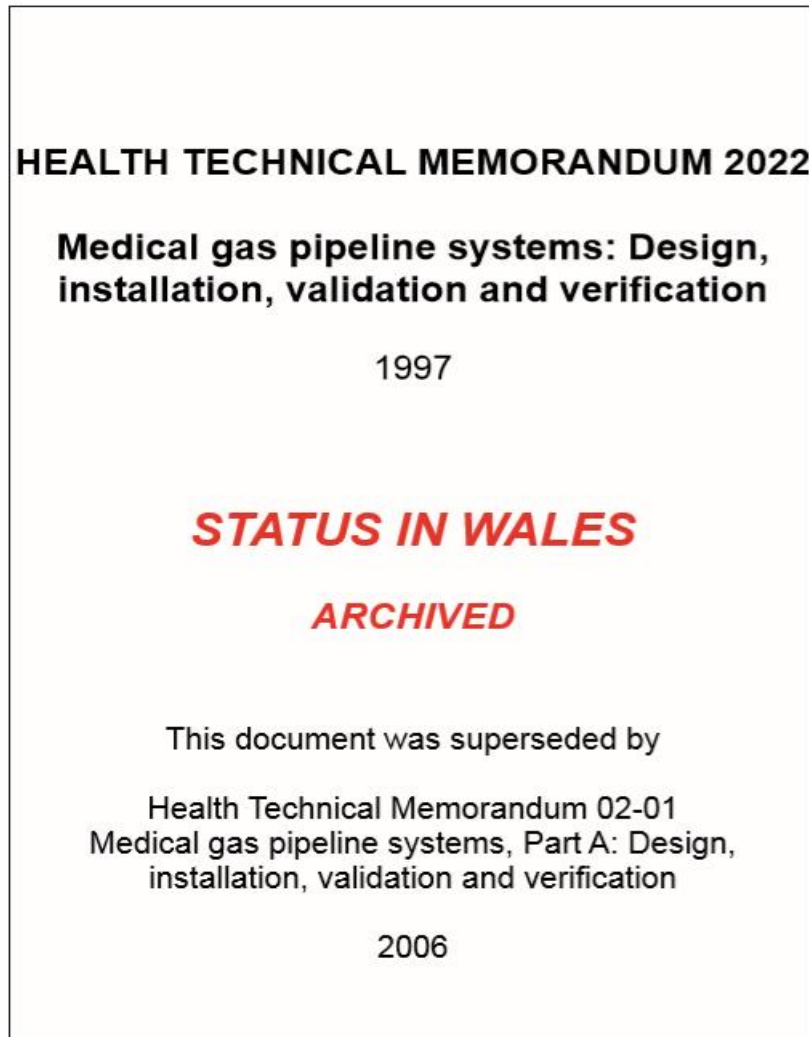 HEALTH TECHNICAL MEMORANDUM 2022
Medical gas pipeline systems: Design,
installation, validation and verification
1997
STATUS IN WALES
ARCHIVED
This document was superseded by
Health Technical Memorandum 02-01
Medical gas pipeline systems, Part A: Design,
installation, validation and verification
2006